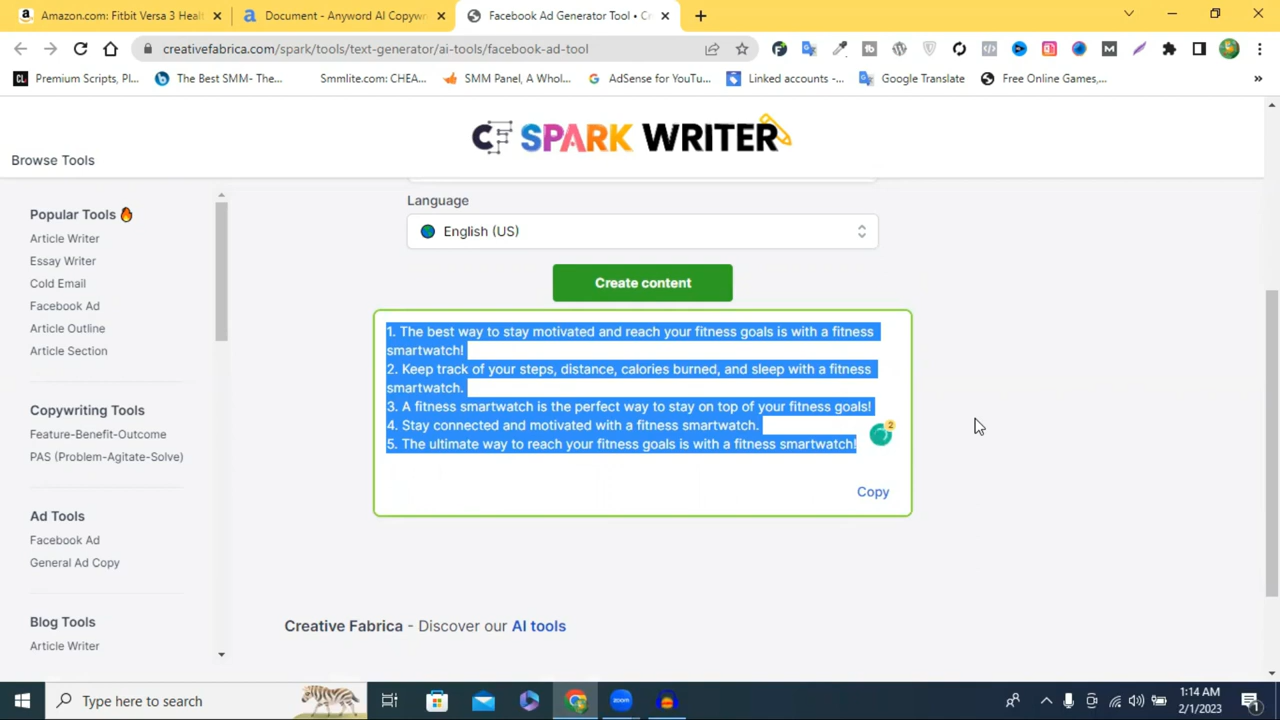 Amazon.com: Fitbit Versa 3 Healt
Document - Anyword AI Copywr
Facebook Ad Generator Tool • Cr
creativefabrica.com/spark/tools/text-generator/ai-tools/facebook-ad-tool
Premium Scripts, Pl...
The Best SMM- The...
Smmlite.com: CHEA...
SMM Panel, A Whol...
AdSense for YouTu...
Linked accounts -...
Google Translate
Free Online Games,...
CF SPARK WRITER
Browse Tools
Popular Tools
Article Writer
Essay Writer
Cold Email
Facebook Ad
Article Outline
Article Section
Copywriting Tools
Feature-Benefit-Outcome
PAS (Problem-Agitate-Solve)
Ad Tools
Facebook Ad
General Ad Copy
Blog Tools
Article Writer
Language
English (US)
Create content
1. The best way to stay motivated and reach your fitness goals is with a fitness
smartwatch!
2. Keep track of your steps, distance, calories burned, and sleep with a fitness
smartwatch.
3. A fitness smartwatch is the perfect way to stay on top of your fitness goals!
4. Stay connected and motivated with a fitness smartwatch.
5. The ultimate way to reach your fitness goals is with a fitness smartwatch!
2
Copy
Creative Fabrica - Discover our AI tools
Type here to search
zoom
1:14 AM
2/1/2023
1